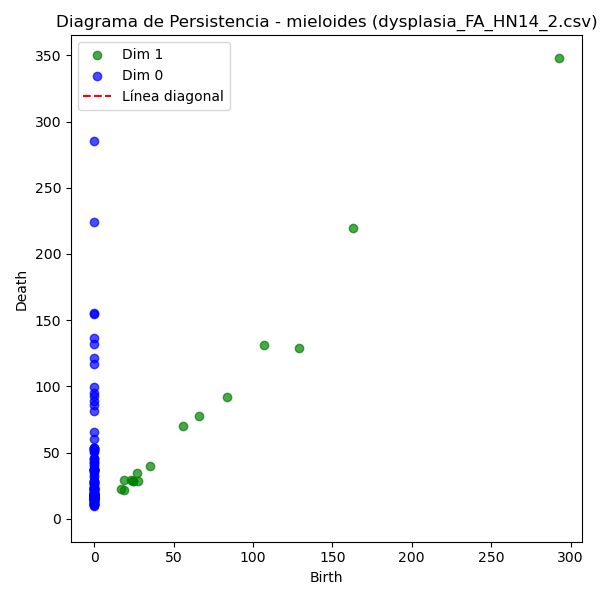 Diagrama de Persistencia - mieloides (dysplasia_FA_HN14_2.csv)
Dim 1
Dim 0
Línea diagonal
350
300
250
200
150
100
50
0
Death
0 50 100 150 200 250 300
Birth